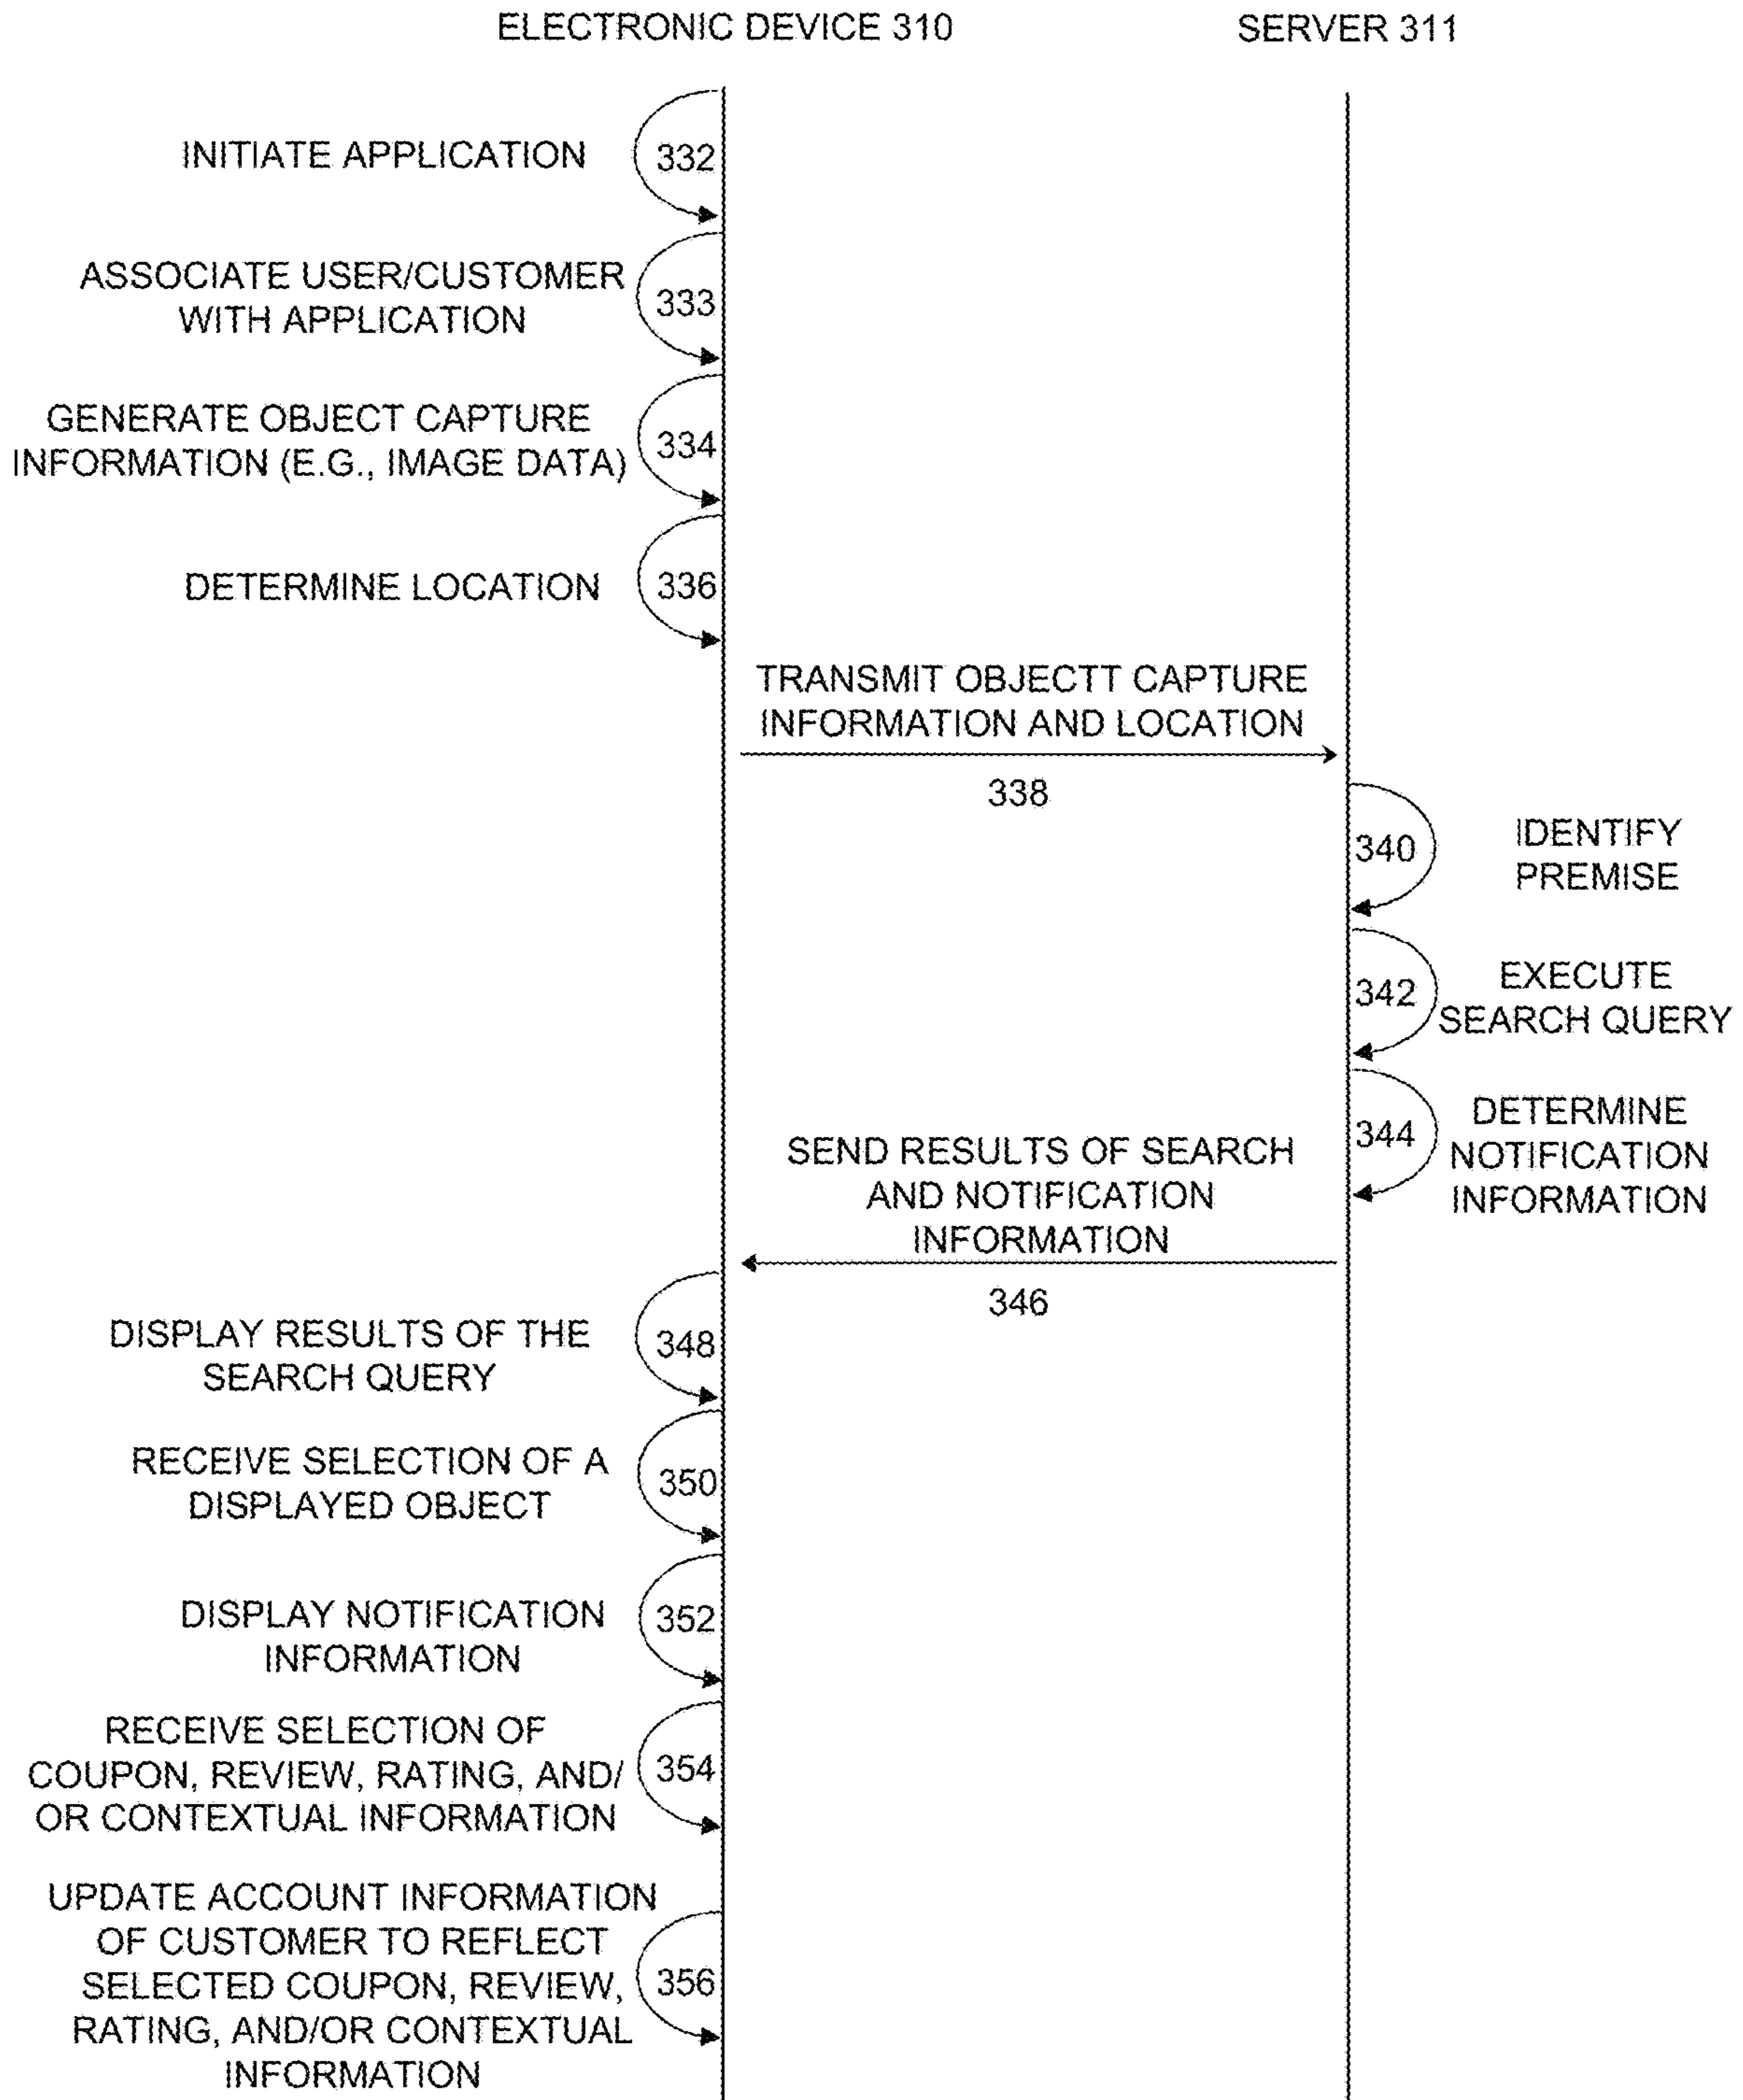 ELECTRONIC DEVICE 310
SERVER 311
INITIATE APPLICATION
332
ASSOCIATE USER/CUSTOMER
WITH APPLICATION
333
GENERATE OBJECT CAPTURE
INFORMATION (E.G., IMAGE DATA)
334
DETERMINE LOCATION
336
TRANSMIT OBJECTT CAPTURE
INFORMATION AND LOCATION
338
340
IDENTIFY
PREMISE
342
EXECUTE
SEARCH QUERY
344
DETERMINE
NOTIFICATION
INFORMATION
SEND RESULTS OF SEARCH
AND NOTIFICATION
INFORMATION
346
DISPLAY RESULTS OF THE
SEARCH QUERY
348
RECEIVE SELECTION OF A
DISPLAYED OBJECT
350
DISPLAY NOTIFICATION
INFORMATION
352
RECEIVE SELECTION OF
COUPON, REVIEW, RATING, AND/
OR CONTEXTUAL INFORMATION
354
UPDATE ACCOUNT INFORMATION
OF CUSTOMER TO REFLECT
SELECTED COUPON, REVIEW,
RATING, AND/OR CONTEXTUAL
INFORMATION
356